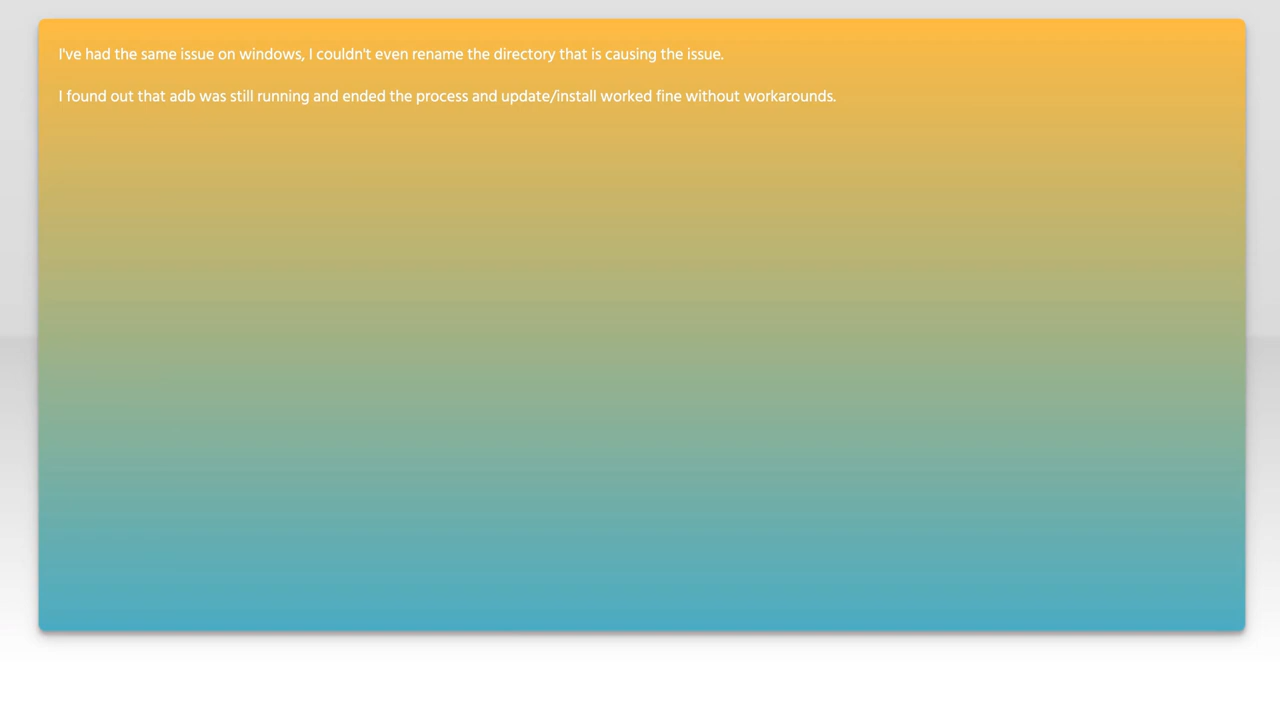 I've had the same issue on windows, I couldn't even rename the directory that is causing the issue.
I found out that adb was still running and ended the process and update/install worked fine without workarounds.